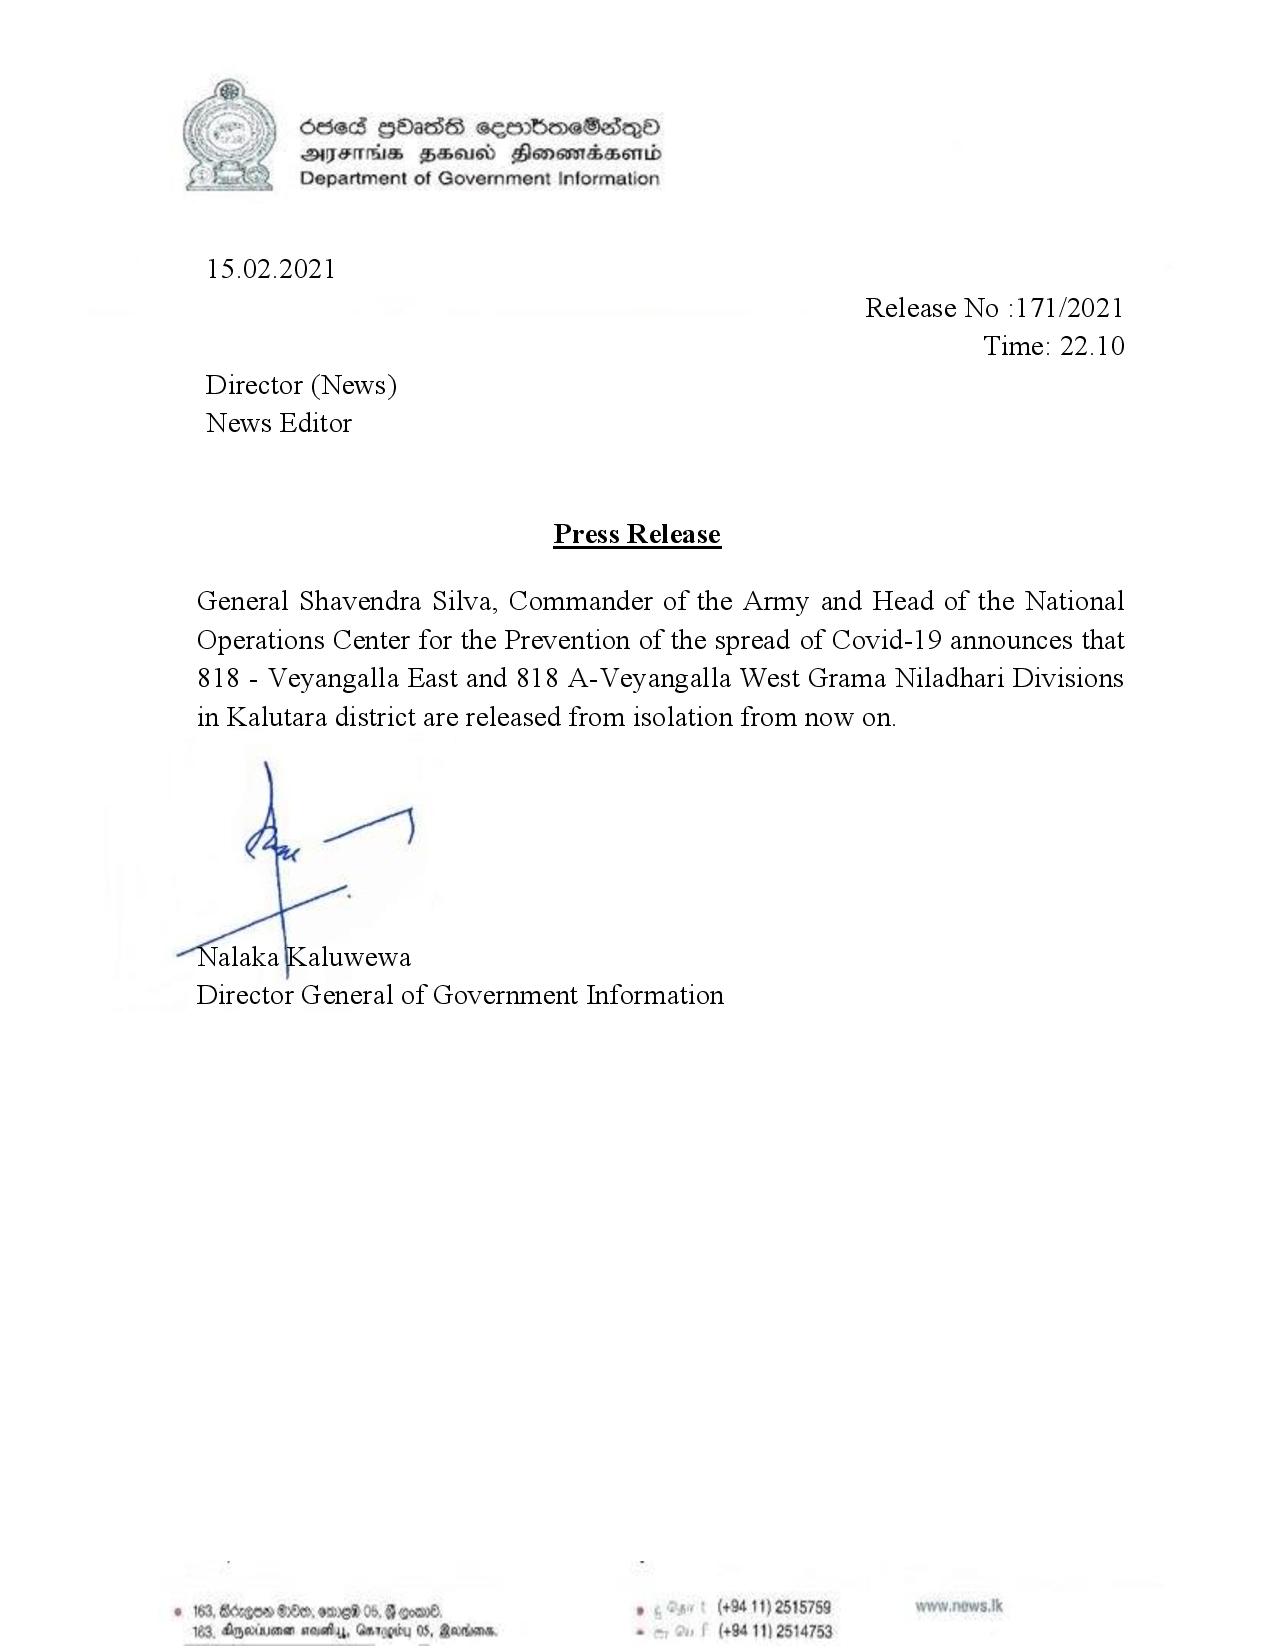 රජයේ ප්‍රවෘත්ති දෙපාර්තමේන්තුව
அரசாங்க தகவல் திணைக்களம்
Department of Government Information
15.02.2021
Release No :171/2021
Time: 22.10
Director (News)
News Editor
Press Release
General Shavendra Silva, Commander of the Army and Head of the National
Operations Center for the Prevention of the spread of Covid-19 announces that
818 - Veyangalla East and 818 A-Veyangalla West Grama Niladhari Divisions
in Kalutara district are released from isolation from now on.
Nalaka Kaluwewa
Director General of Government Information
163, කිරුලපන මාවත, කොළඹ 05, ශ්‍රී ලංකාව.
163, கிருலப்பனை எவனியூ, கொழும்பு 05, இலங்கை.
(+94 11) 2515759
(+94 11) 2514753
www.news.lk